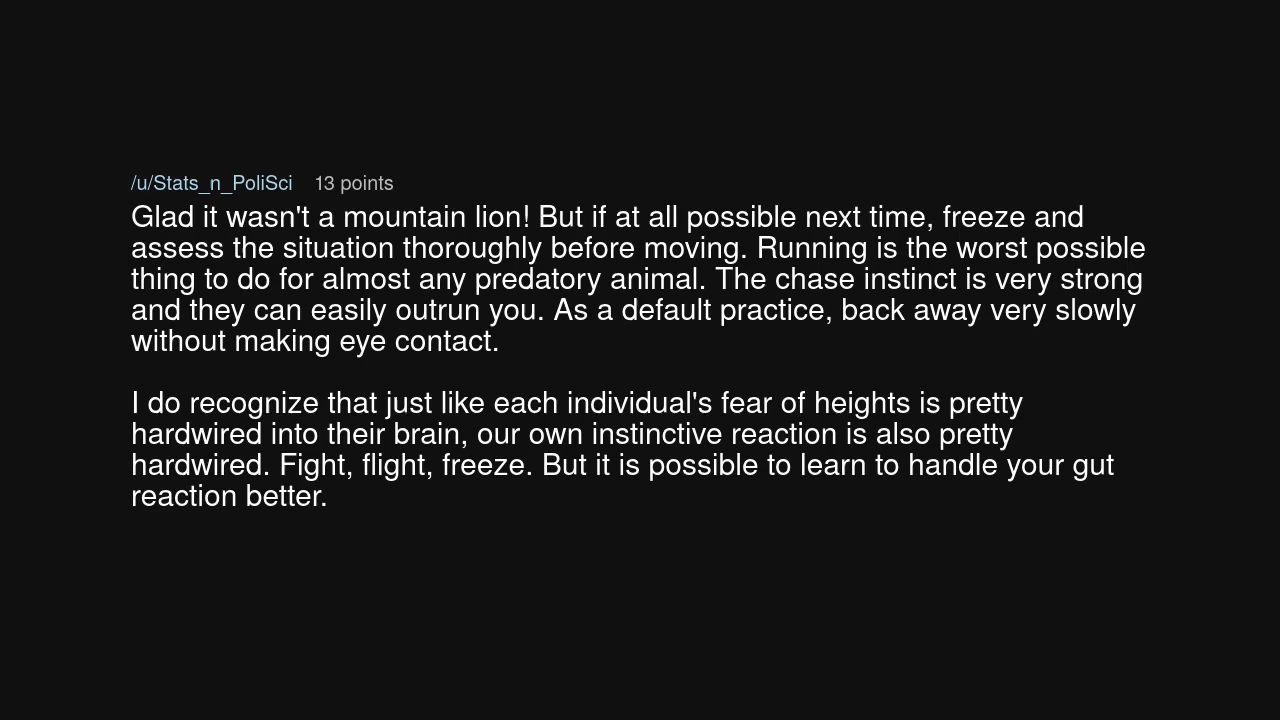 /u/Stats_n_PoliSci 13 points
Glad it wasn't a mountain lion! But if at all possible next time, freeze and
assess the situation thoroughly before moving. Running is the worst possible
thing to do for almost any predatory animal. The chase instinct is very strong
and they can easily outrun you. As a default practice, back away very slowly
without making eye contact.
I do recognize that just like each individual's fear of heights is pretty
hardwired into their brain, our own instinctive reaction is also pretty
hardwired. Fight, flight, freeze. But it is possible to learn to handle your gut
reaction better.